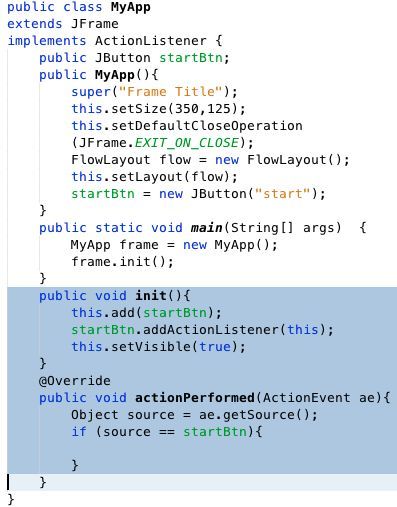 public class MyApp
extends JFrame
implements ActionListener {
    public JButton startBtn;
    public MyApp(){
        super("Frame Title");
        this.setSize(350,125);
        this.setDefaultCloseOperation
        (JFrame.EXIT_ON_CLOSE);
        FlowLayout flow = new FlowLayout();
        this.setLayout(flow);
        startBtn = new JButton("start");
    }
    public static void main(String[] args)  {
        MyApp frame = new MyApp();
        frame.init();
    }
    public void init(){
        this.add(startBtn);
        startBtn.addActionListener(this);
        this.setVisible(true);
    }
    @Override
    public void actionPerformed(ActionEvent ae){
        Object source = ae.getSource();
        if (source == startBtn){

        }
    }
}